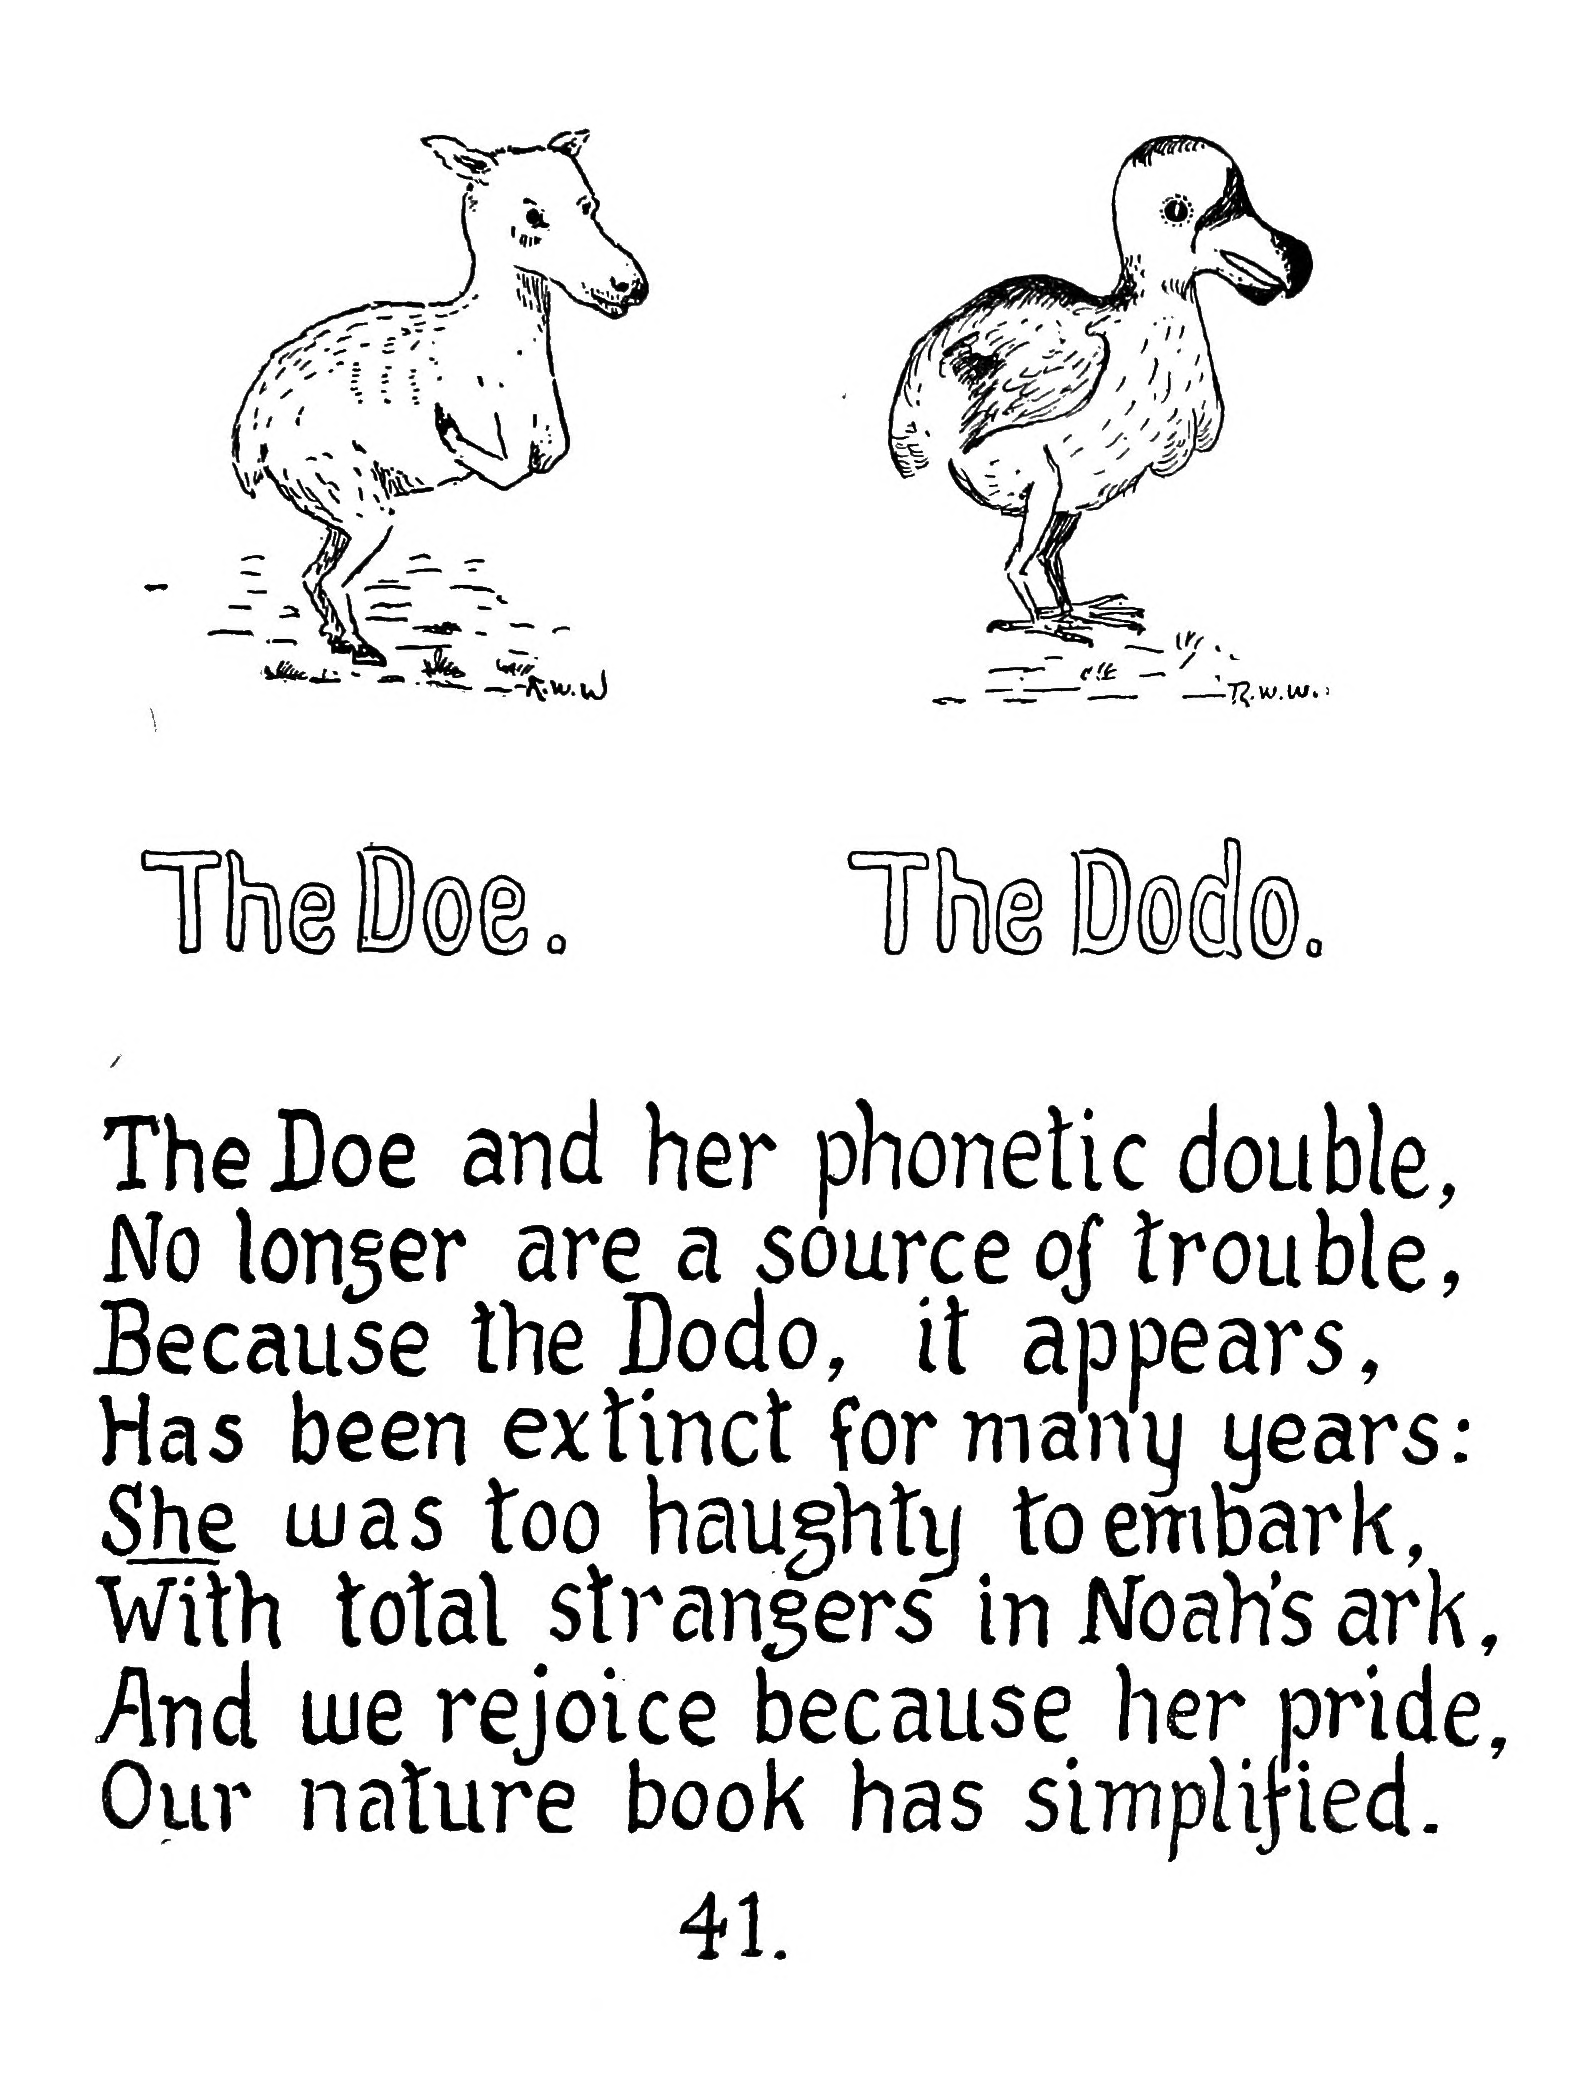 R.W.W
R.W.W.
The Doe.
The Dodo.
The Doe and her phonetic double,
No longer are a source of trouble,
Because the Dodo, it appears,
Has been extinct for many years:
She was too haughty to embark,
With total strangers in Noah's ark,
And we rejoice because her pride,
Our nature book has simplified.
41.